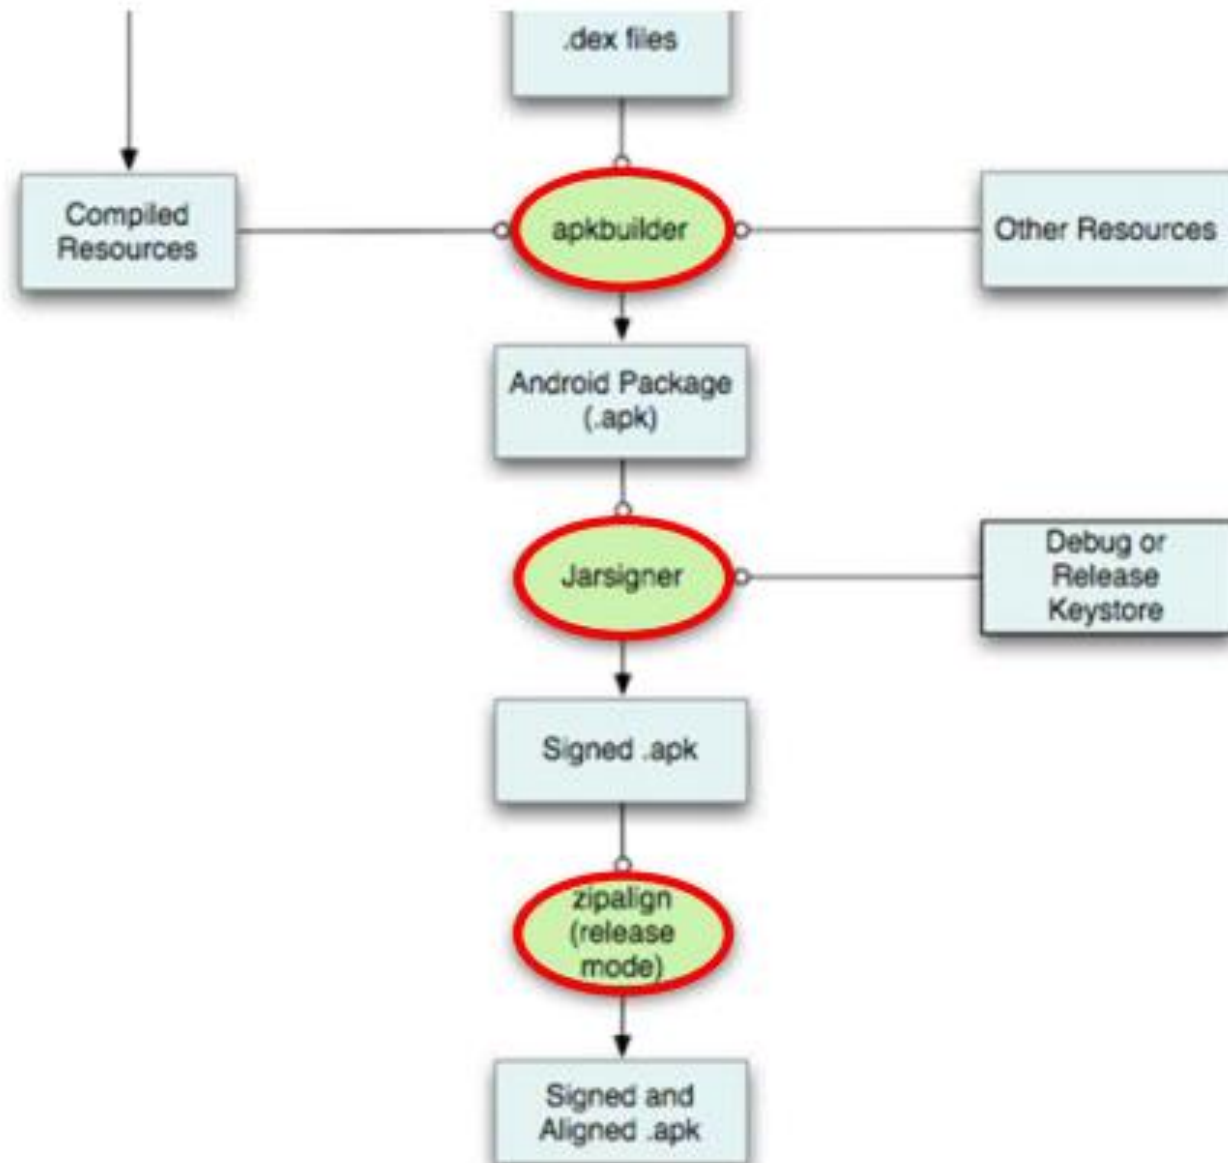 .dex files
Compiled
Resources
apkbuilder
Other Resources
Android Package
(.apk)
Jarsigner
Debug or
Release
Keystore
Signed .apk
zipalign
(release
mode)
Signed and
Aligned .apk